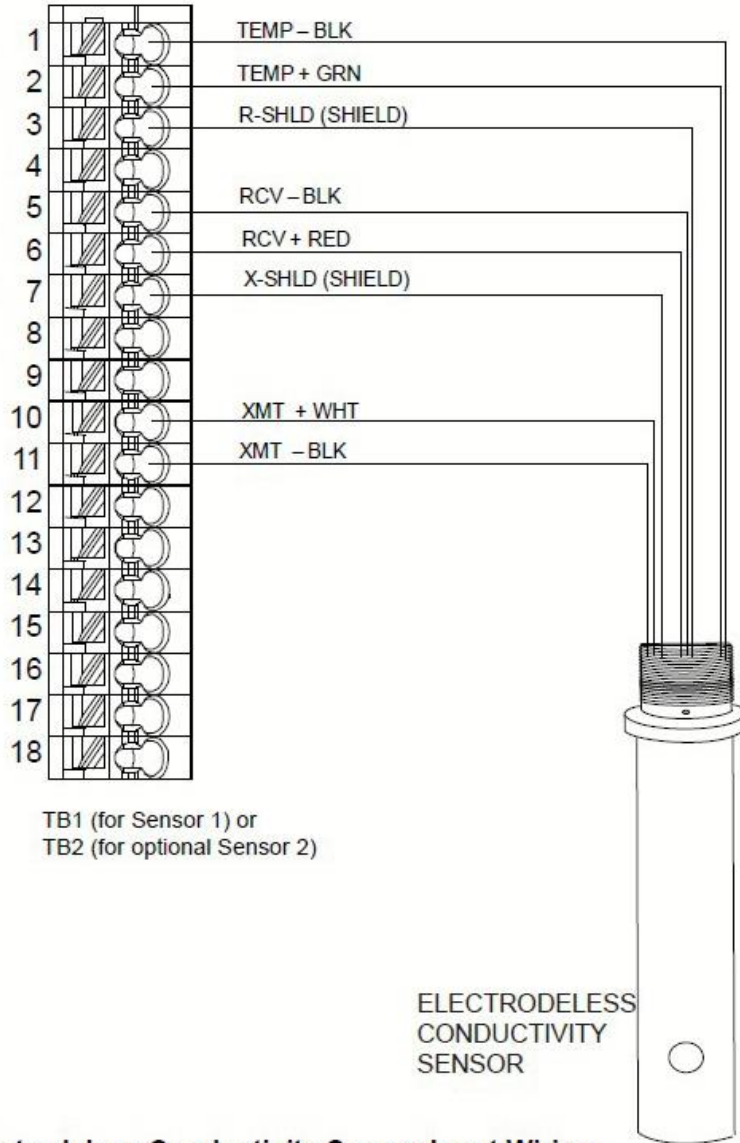 1 TEMP – BLK
2 TEMP + GRN
3 R-SHLD (SHIELD)
4
5 RCV – BLK
6 RCV + RED
7 X-SHLD (SHIELD)
8
9
10 XMT + WHT
11 XMT – BLK
12
13
14
15
16
17
18
TB1 (for Sensor 1) or
TB2 (for optional Sensor 2)
ELECTRODELESS
CONDUCTIVITY
SENSOR